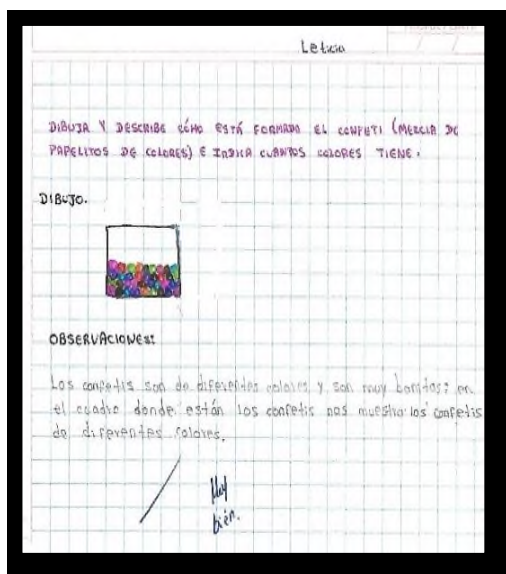 Leticia
DIBUJA Y DESCRIBE CÓMO ESTÁ FORMADO EL CONFETI (MEZCLA DE
PAPELITOS DE COLORES) E INDICA CUANTOS COLORES TIENE.
DIBUJO.
OBSERVACIONES:
Los confetis son de diferentes colores y son muy bonitos; en
el cuadro donde están los confetis nos muestra los confetis
de diferentes colores.
Muy
bién.